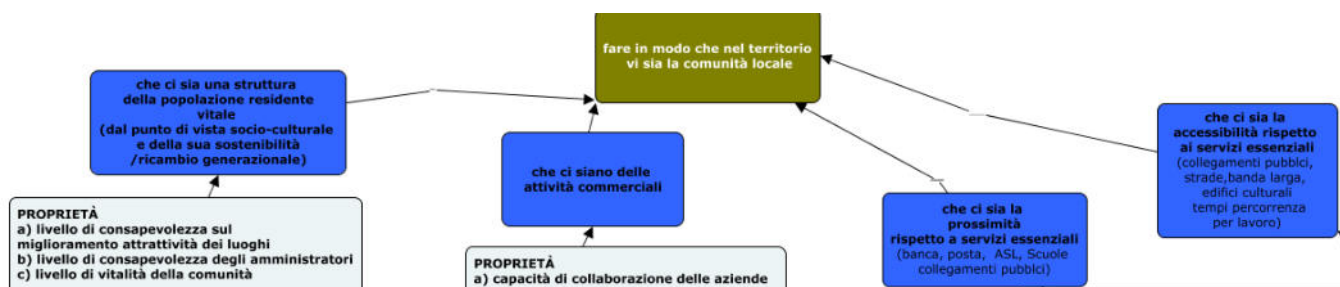 fare in modo che nel territorio
vi sia la comunità locale
che ci sia una struttura
della popolazione residente
vitale
(dal punto di vista socio-culturale
e della sua sostenibilità
/ricambio generazionale)
PROPRIETÀ
a) livello di consapevolezza sul
miglioramento attrattività dei luoghi
b) livello di consapevolezza degli amministratori
c) livello di vitalità della comunità
che ci siano delle
attività commerciali
PROPRIETÀ
a) capacità di collaborazione delle aziende
che ci sia la
prossimità
rispetto a servizi essenziali
(banca, posta, ASL, Scuole
collegamenti pubblci)
che ci sia la
accessibilità rispetto
ai servizi essenziali
(collegamenti pubblci,
strade,banda larga,
edifici culturali
tempi percorrenza
per lavoro)